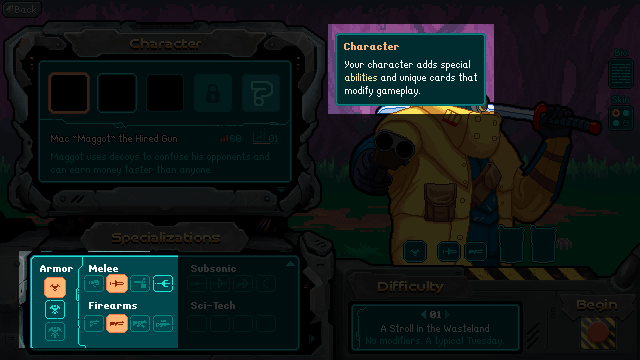 Back
Character
Character
Your character adds special
abilities and unique cards that
modify gameplay.
Bio
Skin
Mac "Maggot" the Hired Gun
Maggot uses decoys to confuse his opponents and
can earn money faster than anyone.
Specializations
Armor
Melee
Subsonic
Firearms
Sci-Tech
Difficulty
01
A Stroll in the Wasteland
No modifiers. A typical Tuesday.
Begin